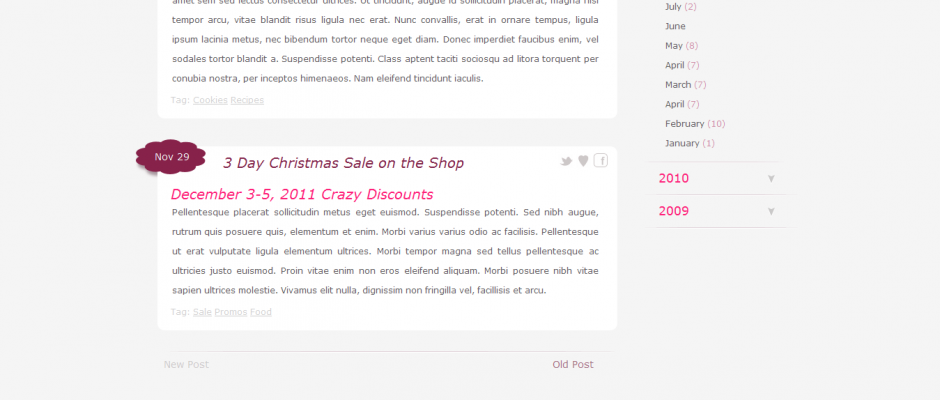 amet sem sed lectus consectetur ultrices. Ut tincidunt, augue id sollicitudin placerat, magna nisl
tempor arcu, vitae blandit risus ligula nec erat. Nunc convallis, erat in ornare tempus, ligula
ipsum lacinia metus, nec bibendum tortor neque eget diam. Donec imperdiet faucibus enim, vel
sodales tortor blandit a. Suspendisse potenti. Class aptent taciti sociosqu ad litora torquent per
conubia nostra, per inceptos himenaeos. Nam eleifend tincidunt iaculis.
Tag: Cookies Recipes
Nov 29
3 Day Christmas Sale on the Shop
f
December 3-5, 2011 Crazy Discounts
Pellentesque placerat sollicitudin metus eget euismod. Suspendisse potenti. Sed nibh augue,
rutrum quis posuere quis, elementum et enim. Morbi varius varius odio ac facilisis. Pellentesque
ut erat vulputate ligula elementum ultrices. Morbi tempor magna sed tellus pellentesque ac
ultricies justo euismod. Proin vitae enim non eros eleifend aliquam. Morbi posuere nibh vitae
sapien ultrices molestie. Vivamus elit nulla, dignissim non fringilla vel, facilisis et arcu.
Tag: Sale Promos Food
New Post
Old Post
July (2)
June
May (8)
April (7)
March (7)
April (7)
February (10)
January (1)
2010
2009